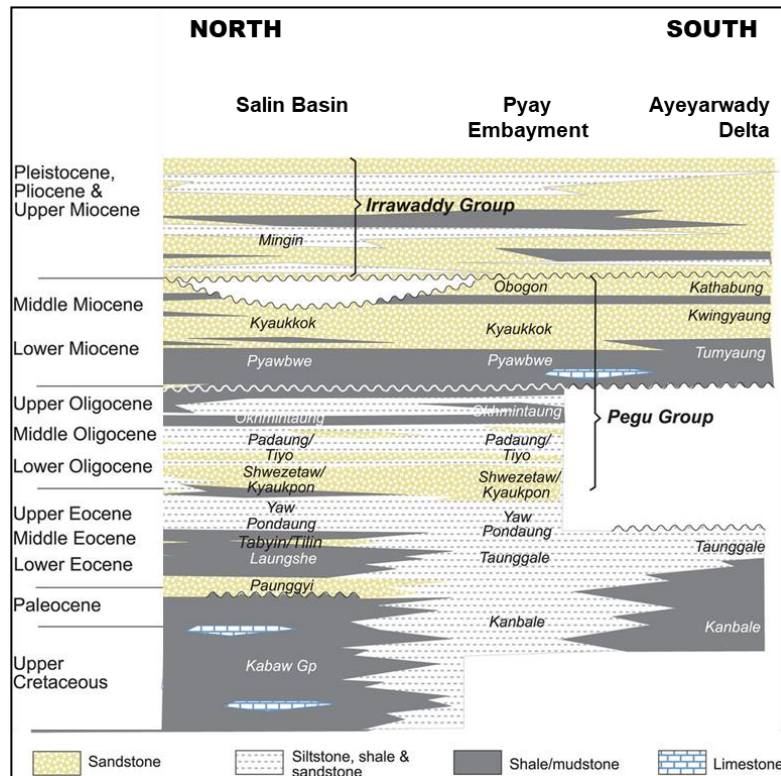 NORTH
SOUTH
Salin Basin
Pyay
Embayment
Ayeyarwady
Delta
Pleistocene,
Pliocene &
Upper Miocene
Irrawaddy Group
Mingin
Middle Miocene
Obogon
Kathabung
Kyaukkok
Kyaukkok
Kwingyaung
Lower Miocene
Pyawbwe
Pyawbwe
Tumyaung
Upper Oligocene
Okhmintaung
Okhmintaung
Pegu Group
Middle Oligocene
Padaung/
Tiyo
Padaung/
Tiyo
Lower Oligocene
Shwezetaw/
Kyaukpon
Shwezetaw/
Kyaukpon
Upper Eocene
Yaw
Pondaung
Yaw
Pondaung
Middle Eocene
Tabyin/Tilin
Lower Eocene
Laungshe
Taunggale
Taunggale
Paunggyi
Paleocene
Kanbale
Kanbale
Upper
Cretaceous
Kabaw Gp
Sandstone
Siltstone, shale &
sandstone
Shale/mudstone
Limestone